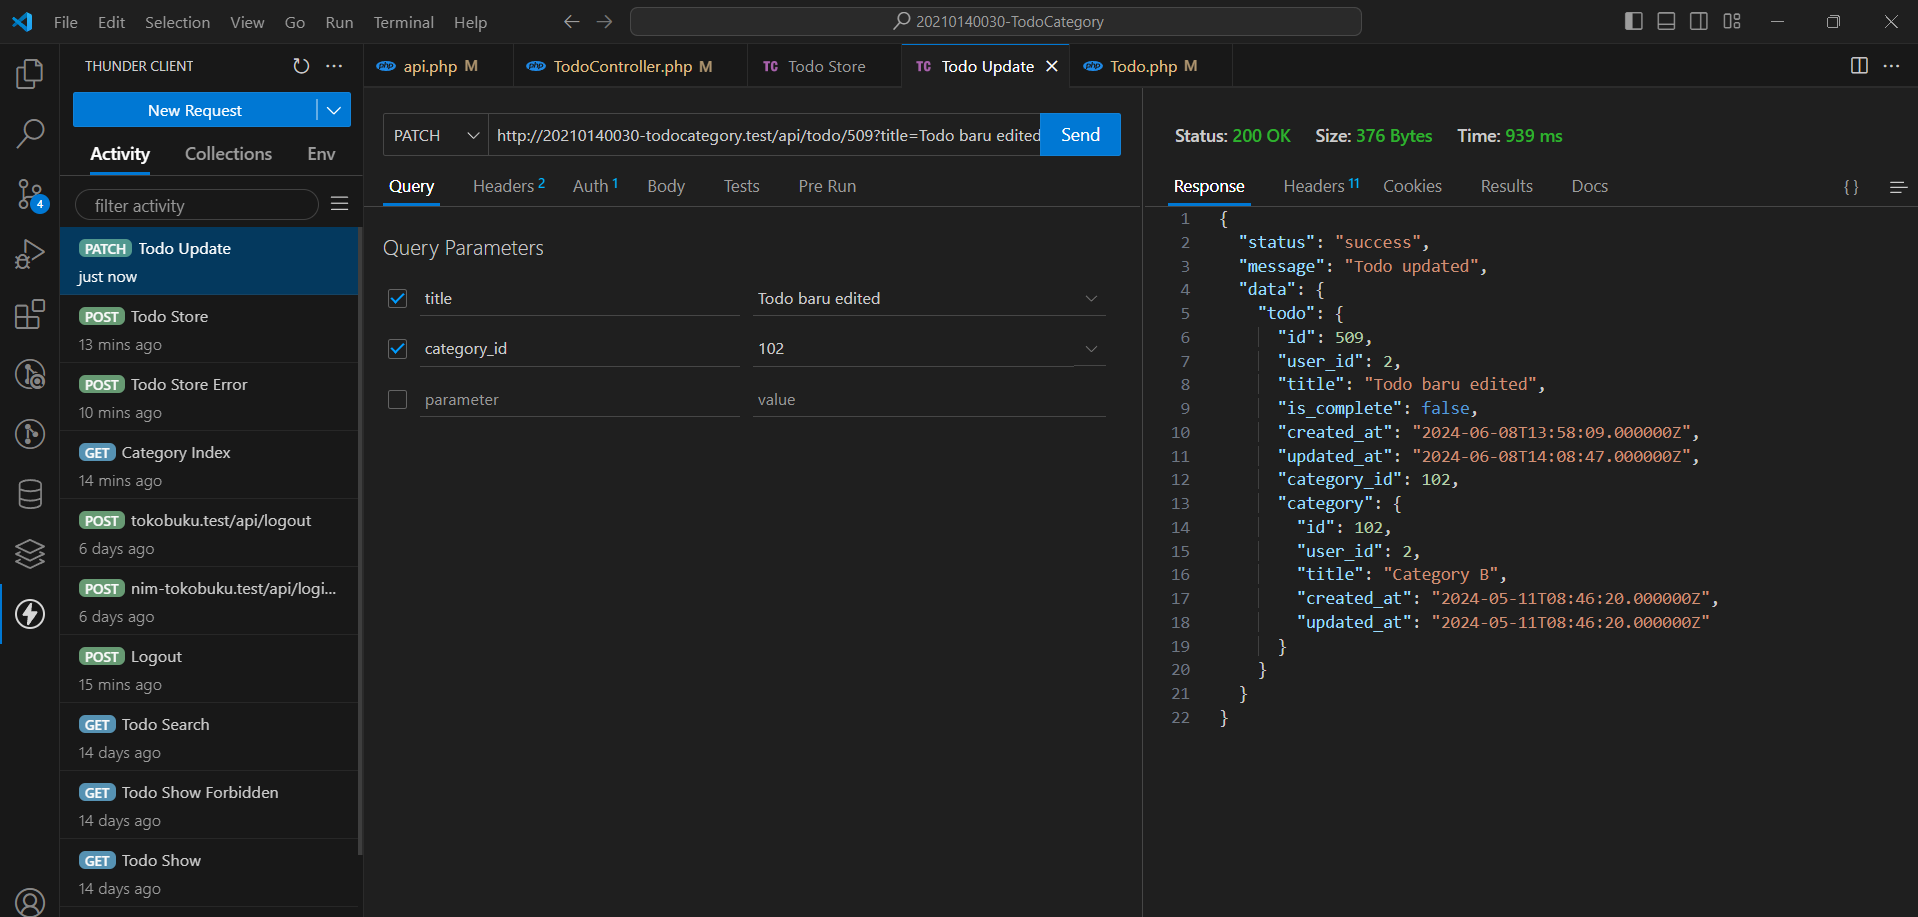 File Edit Selection View Go Run Terminal Help
20210140030-TodoCategory
THUNDER CLIENT
New Request
Activity Collections Env
filter activity
4
PATCH Todo Update
just now
POST Todo Store
13 mins ago
POST Todo Store Error
10 mins ago
GET Category Index
14 mins ago
POST tokobuku.test/api/logout
6 days ago
POST nim-tokobuku.test/api/logi...
6 days ago
POST Logout
15 mins ago
GET Todo Search
14 days ago
GET Todo Show Forbidden
14 days ago
GET Todo Show
14 days ago
php api.php M
php TodoController.php M
TC Todo Store
TC Todo Update
php Todo.php M
PATCH http://20210140030-todocategory.test/api/todo/509?title=Todo baru edited Send
Query Headers 2 Auth 1 Body Tests Pre Run
Query Parameters
title Todo baru edited
category_id 102
parameter value
Status: 200 OK Size: 376 Bytes Time: 939 ms
Response Headers 11 Cookies Results Docs { }
1 {
2 "status": "success",
3 "message": "Todo updated",
4 "data": {
5 "todo": {
6 "id": 509,
7 "user_id": 2,
8 "title": "Todo baru edited",
9 "is_complete": false,
10 "created_at": "2024-06-08T13:58:09.000000Z",
11 "updated_at": "2024-06-08T14:08:47.000000Z",
12 "category_id": 102,
13 "category": {
14 "id": 102,
15 "user_id": 2,
16 "title": "Category B",
17 "created_at": "2024-05-11T08:46:20.000000Z",
18 "updated_at": "2024-05-11T08:46:20.000000Z"
19 }
20 }
21 }
22 }